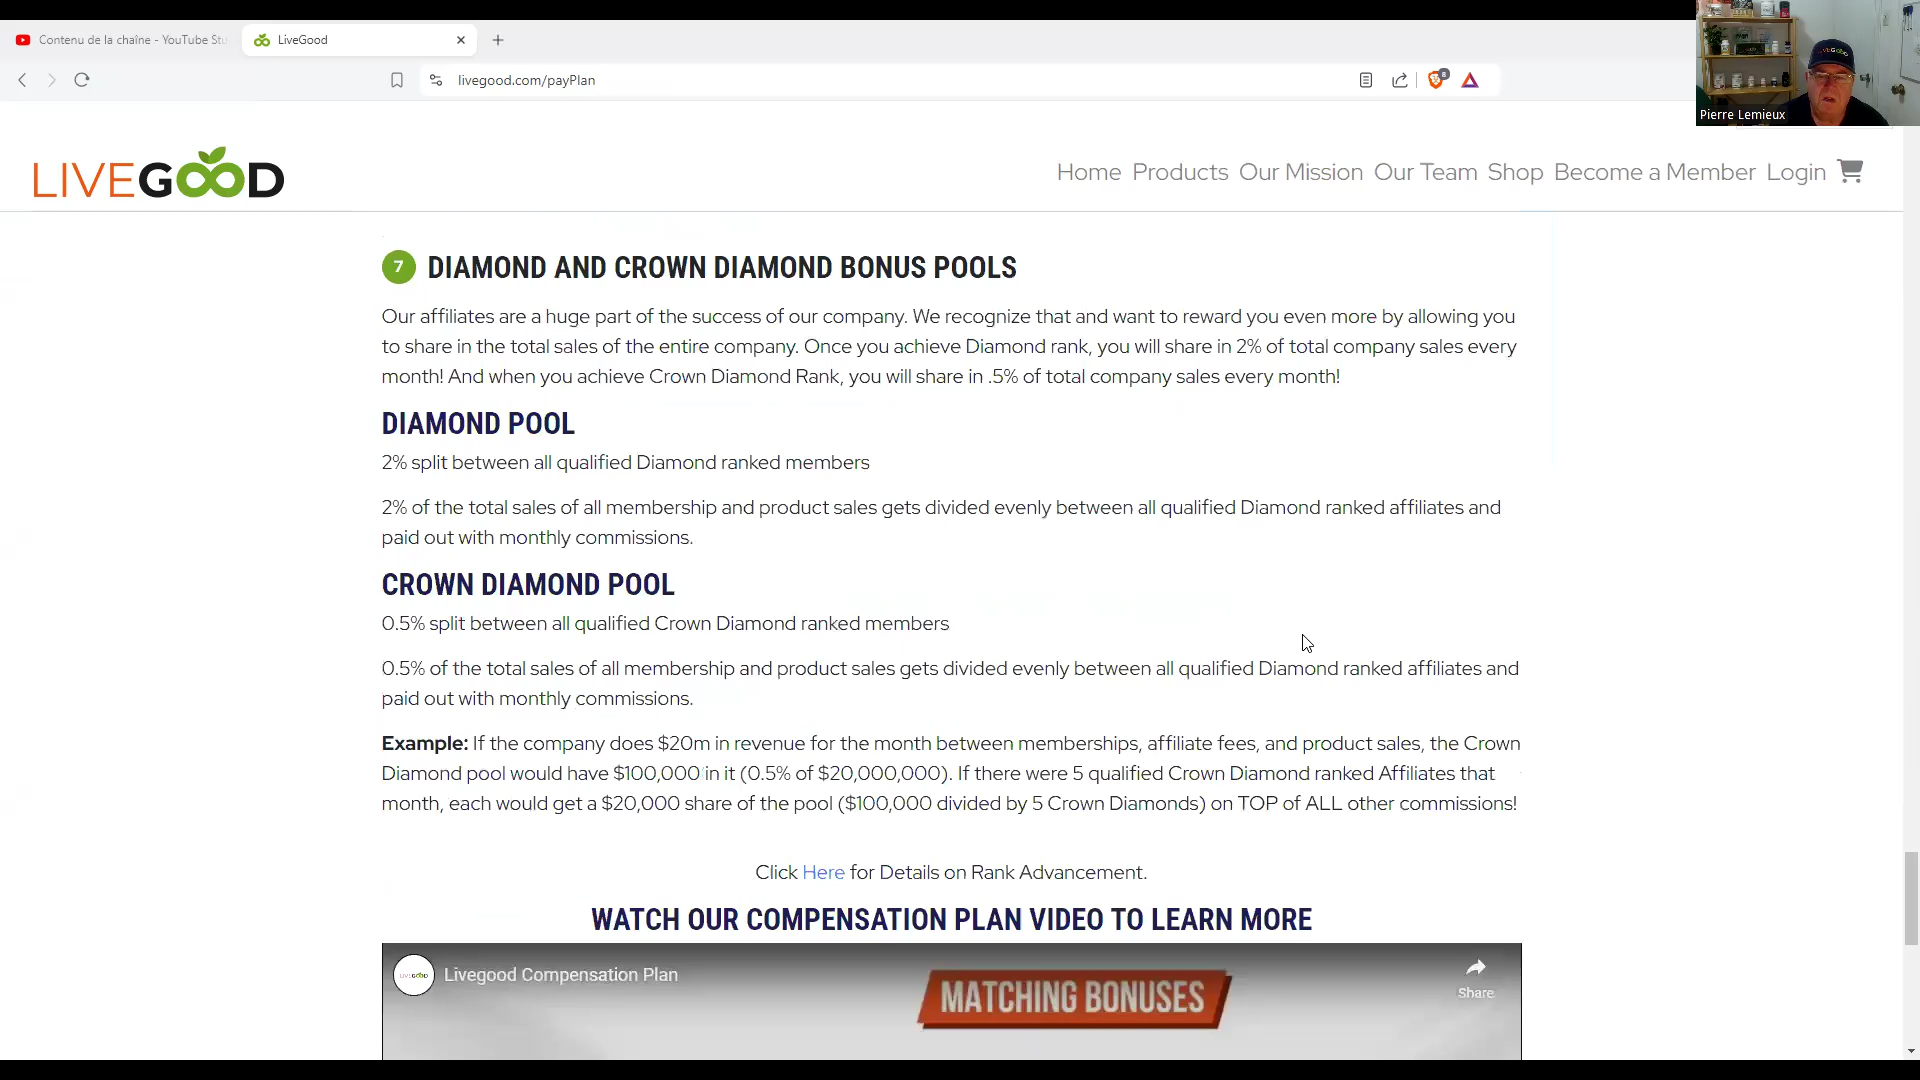 Contenu de la chaîne - YouTube Stu
LiveGood
livegood.com/payPlan
8
Pierre Lemieux
LIVEGOOD
Home Products Our Mission Our Team Shop Become a Member Login
7 DIAMOND AND CROWN DIAMOND BONUS POOLS
Our affiliates are a huge part of the success of our company. We recognize that and want to reward you even more by allowing you
to share in the total sales of the entire company. Once you achieve Diamond rank, you will share in 2% of total company sales every
month! And when you achieve Crown Diamond Rank, you will share in .5% of total company sales every month!
DIAMOND POOL
2% split between all qualified Diamond ranked members
2% of the total sales of all membership and product sales gets divided evenly between all qualified Diamond ranked affiliates and
paid out with monthly commissions.
CROWN DIAMOND POOL
0.5% split between all qualified Crown Diamond ranked members
0.5% of the total sales of all membership and product sales gets divided evenly between all qualified Diamond ranked affiliates and
paid out with monthly commissions.
Example: If the company does $20m in revenue for the month between memberships, affiliate fees, and product sales, the Crown
Diamond pool would have $100,000 in it (0.5% of $20,000,000). If there were 5 qualified Crown Diamond ranked Affiliates that
month, each would get a $20,000 share of the pool ($100,000 divided by 5 Crown Diamonds) on TOP of ALL other commissions!
Click Here for Details on Rank Advancement.
WATCH OUR COMPENSATION PLAN VIDEO TO LEARN MORE
LIVEGOOD
Livegood Compensation Plan
MATCHING BONUSES
Share